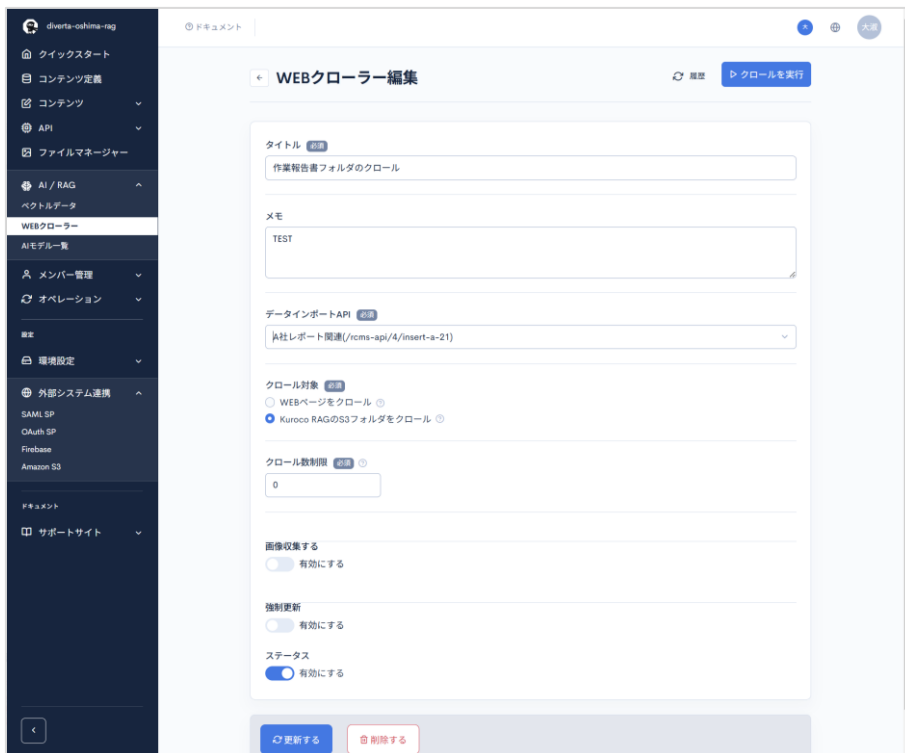 diverta-oshima-rag
クイックスタート
コンテンツ定義
コンテンツ
API
ファイルマネージャー
AI / RAG
ベクトルデータ
WEBクローラー
AIモデル一覧
メンバー管理
オペレーション
設定
環境設定
外部システム連携
SAML SP
OAuth SP
Firebase
Amazon S3
ドキュメント
サポートサイト
ドキュメント
大
大須
WEBクローラー編集
履歴
クロールを実行
タイトル 必須
作業報告書フォルダのクロール
メモ
TEST
データインポートAPI 必須
A社レポート関連(/rcms-api/4/insert-a-21)
クロール対象 必須
WEBページをクロール
Kuroco RAGのS3フォルダをクロール
クロール数制限 必須
0
画像収集する
有効にする
強制更新
有効にする
ステータス
有効にする
更新する
削除する